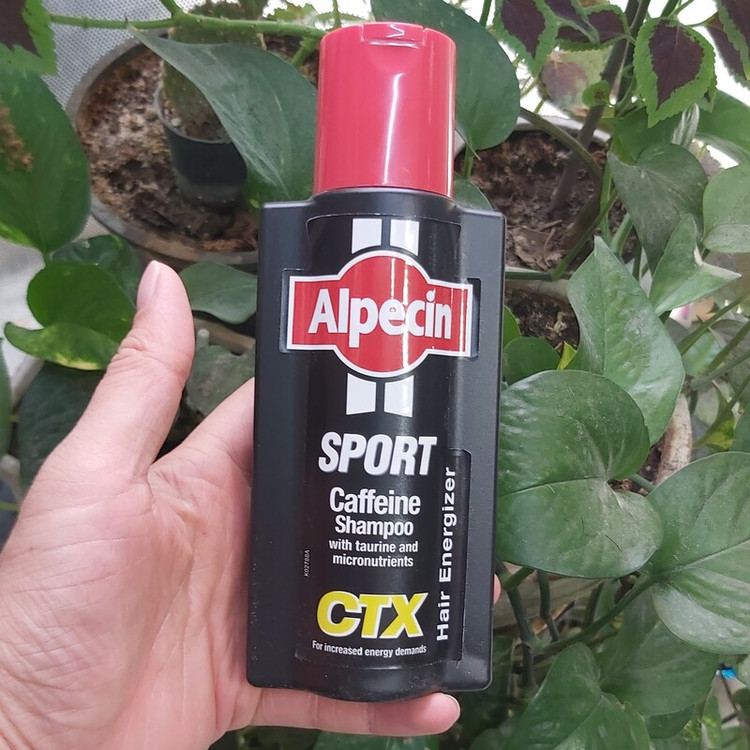 Alpecin
SPORT
Caffeine
Shampoo
with taurine and
micronutrients
CTX
For increased energy demands
Hair Energizer